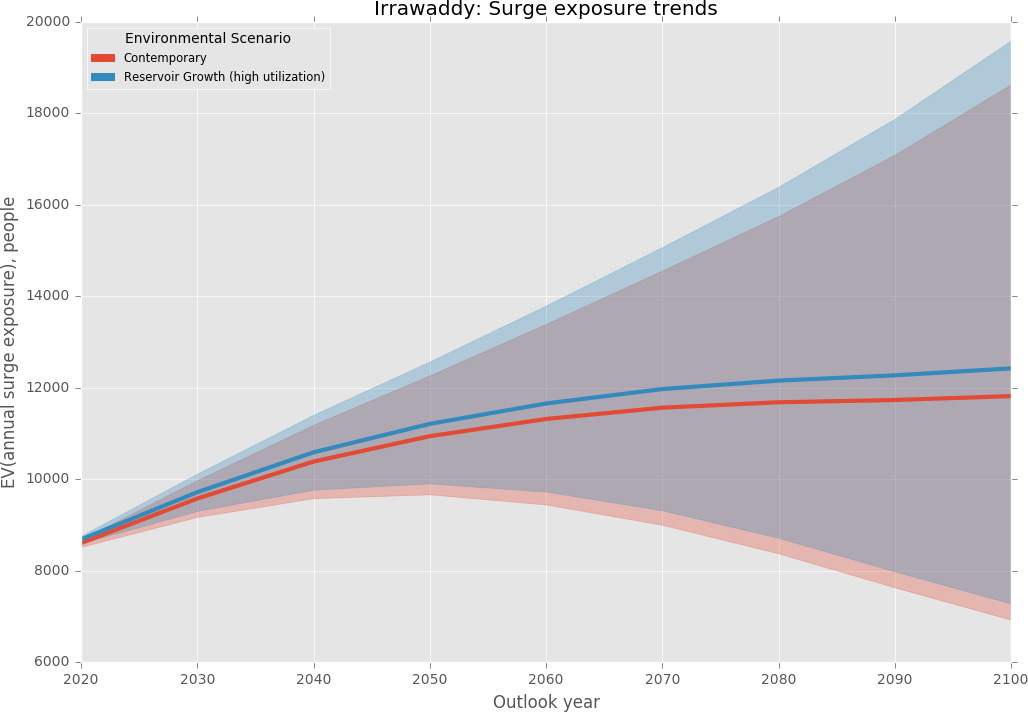 Irrawaddy: Surge exposure trends
Environmental Scenario
Contemporary
Reservoir Growth (high utilization)
EV(annual surge exposure), people
20000
18000
16000
14000
12000
10000
8000
6000
2020 2030 2040 2050 2060 2070 2080 2090 2100
Outlook year